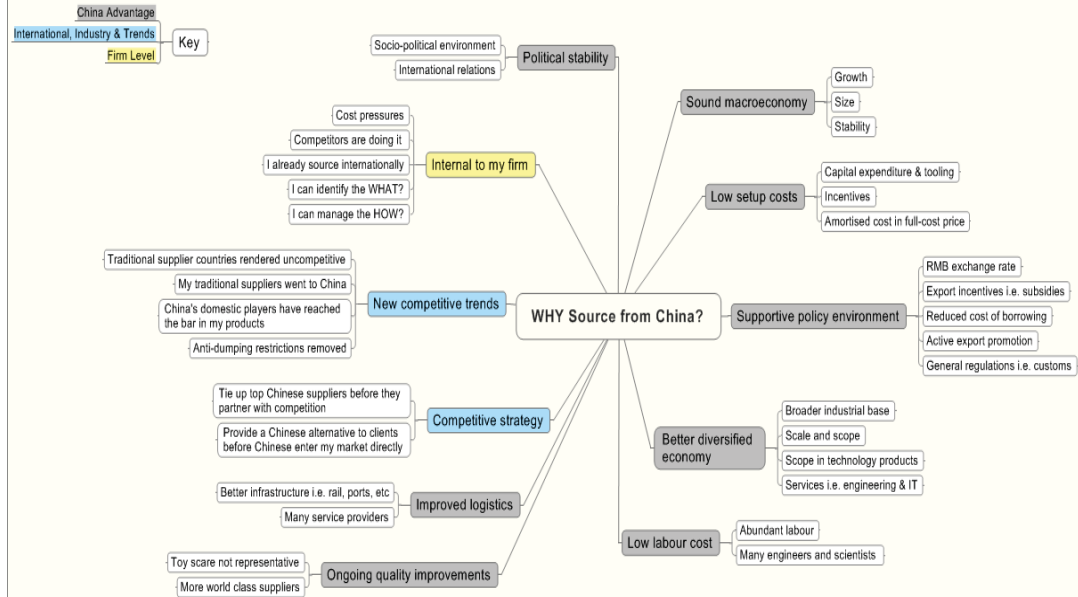 China Advantage
International, Industry & Trends
Firm Level
Key
Socio-political environment
International relations
Political stability
Cost pressures
Competitors are doing it
I already source internationally
I can identify the WHAT?
I can manage the HOW?
Internal to my firm
Traditional supplier countries rendered uncompetitive
My traditional suppliers went to China
China's domestic players have reached
the bar in my products
Anti-dumping restrictions removed
New competitive trends
Tie up top Chinese suppliers before they
partner with competition
Provide a Chinese alternative to clients
before Chinese enter my market directly
Competitive strategy
Better infrastructure i.e. rail, ports, etc
Many service providers
Improved logistics
Toy scare not representative
More world class suppliers
Ongoing quality improvements
WHY Source from China?
Sound macroeconomy
Growth
Size
Stability
Low setup costs
Capital expenditure & tooling
Incentives
Amortised cost in full-cost price
Supportive policy environment
RMB exchange rate
Export incentives i.e. subsidies
Reduced cost of borrowing
Active export promotion
General regulations i.e. customs
Better diversified
economy
Broader industrial base
Scale and scope
Scope in technology products
Services i.e. engineering & IT
Low labour cost
Abundant labour
Many engineers and scientists